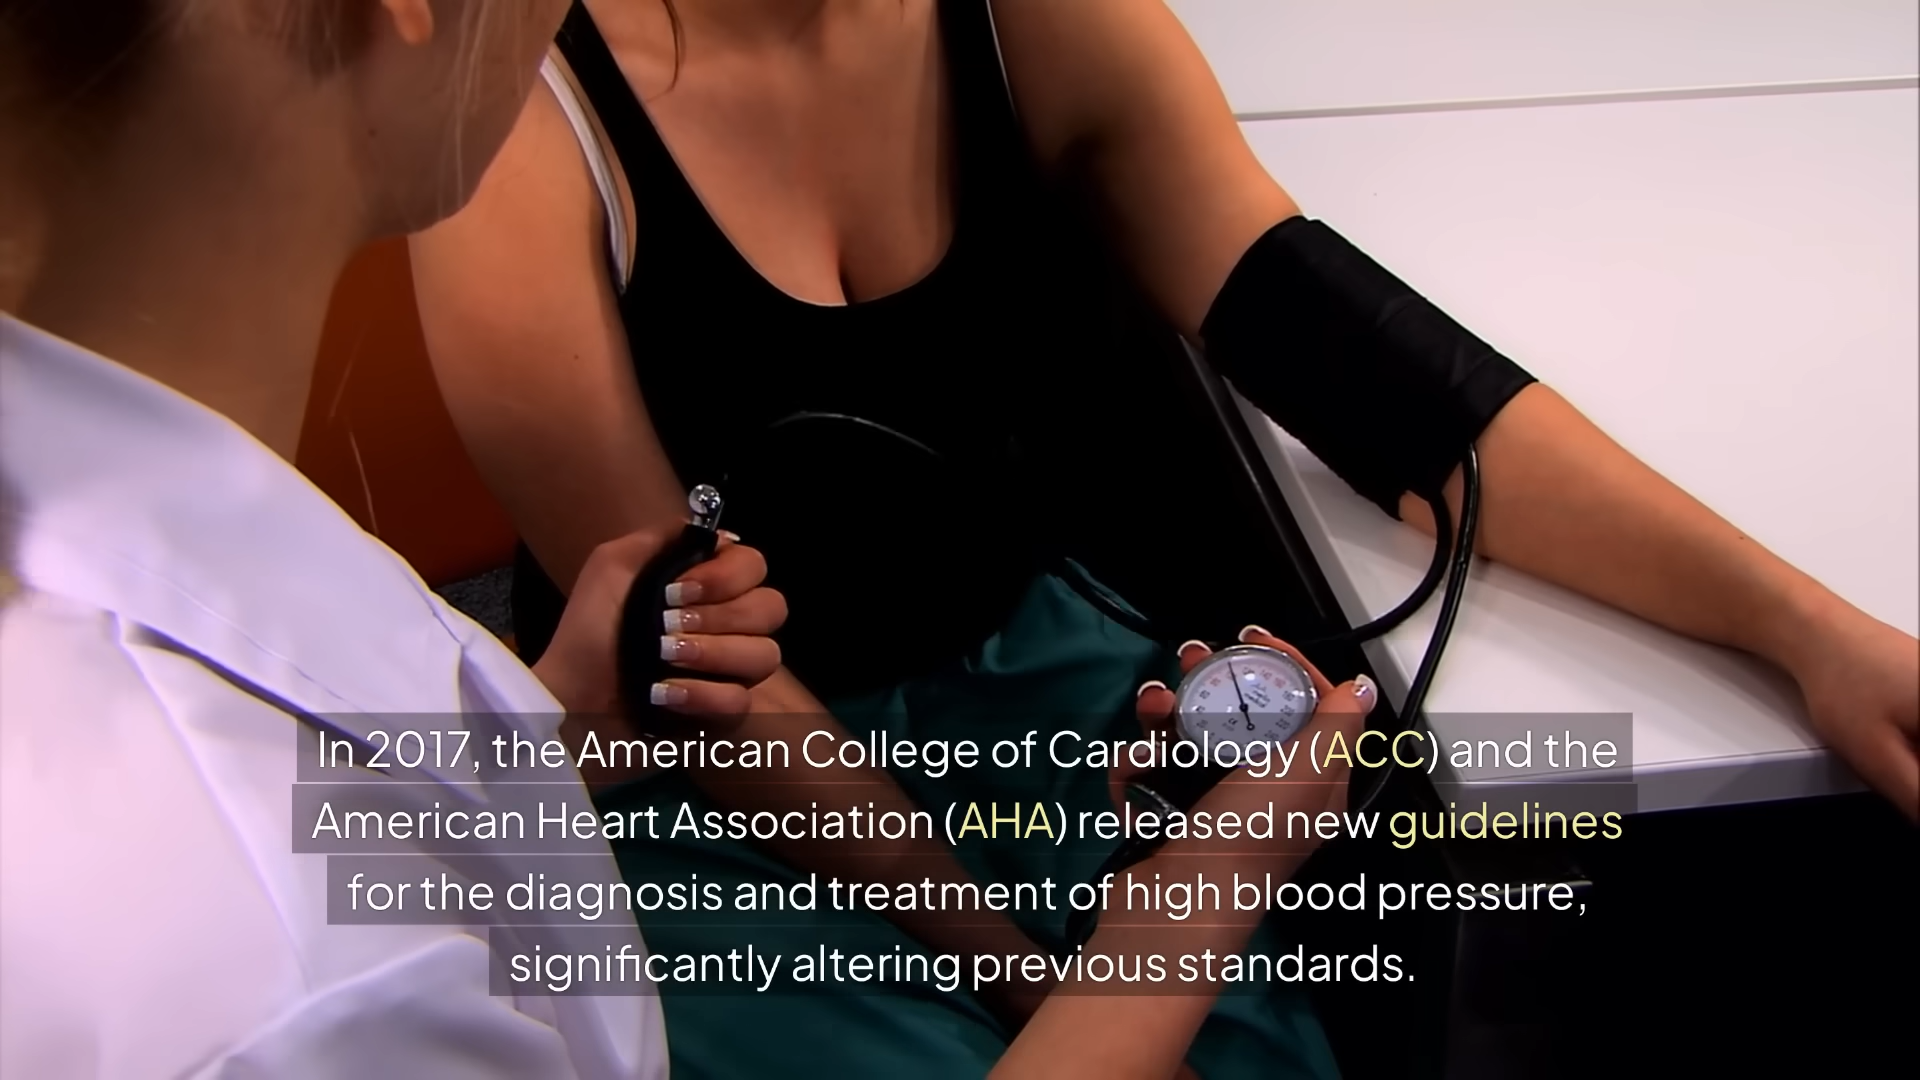 In 2017, the American College of Cardiology (ACC) and the
American Heart Association (AHA) released new guidelines
for the diagnosis and treatment of high blood pressure,
significantly altering previous standards.